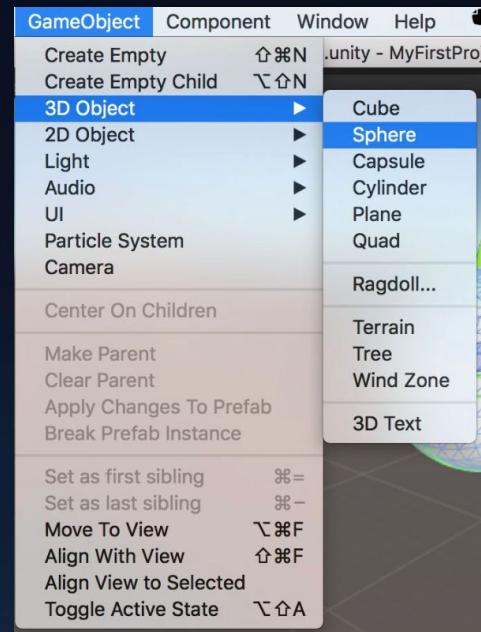 GameObject Component Window Help
.unity - MyFirstProj
Create Empty ⇧⌘N
Create Empty Child ⌥⇧N
3D Object ▶
2D Object ▶
Light ▶
Audio ▶
UI ▶
Particle System
Camera
Center On Children
Make Parent
Clear Parent
Apply Changes To Prefab
Break Prefab Instance
Set as first sibling ⌘=
Set as last sibling ⌘-
Move To View ⌥⌘F
Align With View ⇧⌘F
Align View to Selected
Toggle Active State ⌥⇧A
Cube
Sphere
Capsule
Cylinder
Plane
Quad
Ragdoll...
Terrain
Tree
Wind Zone
3D Text